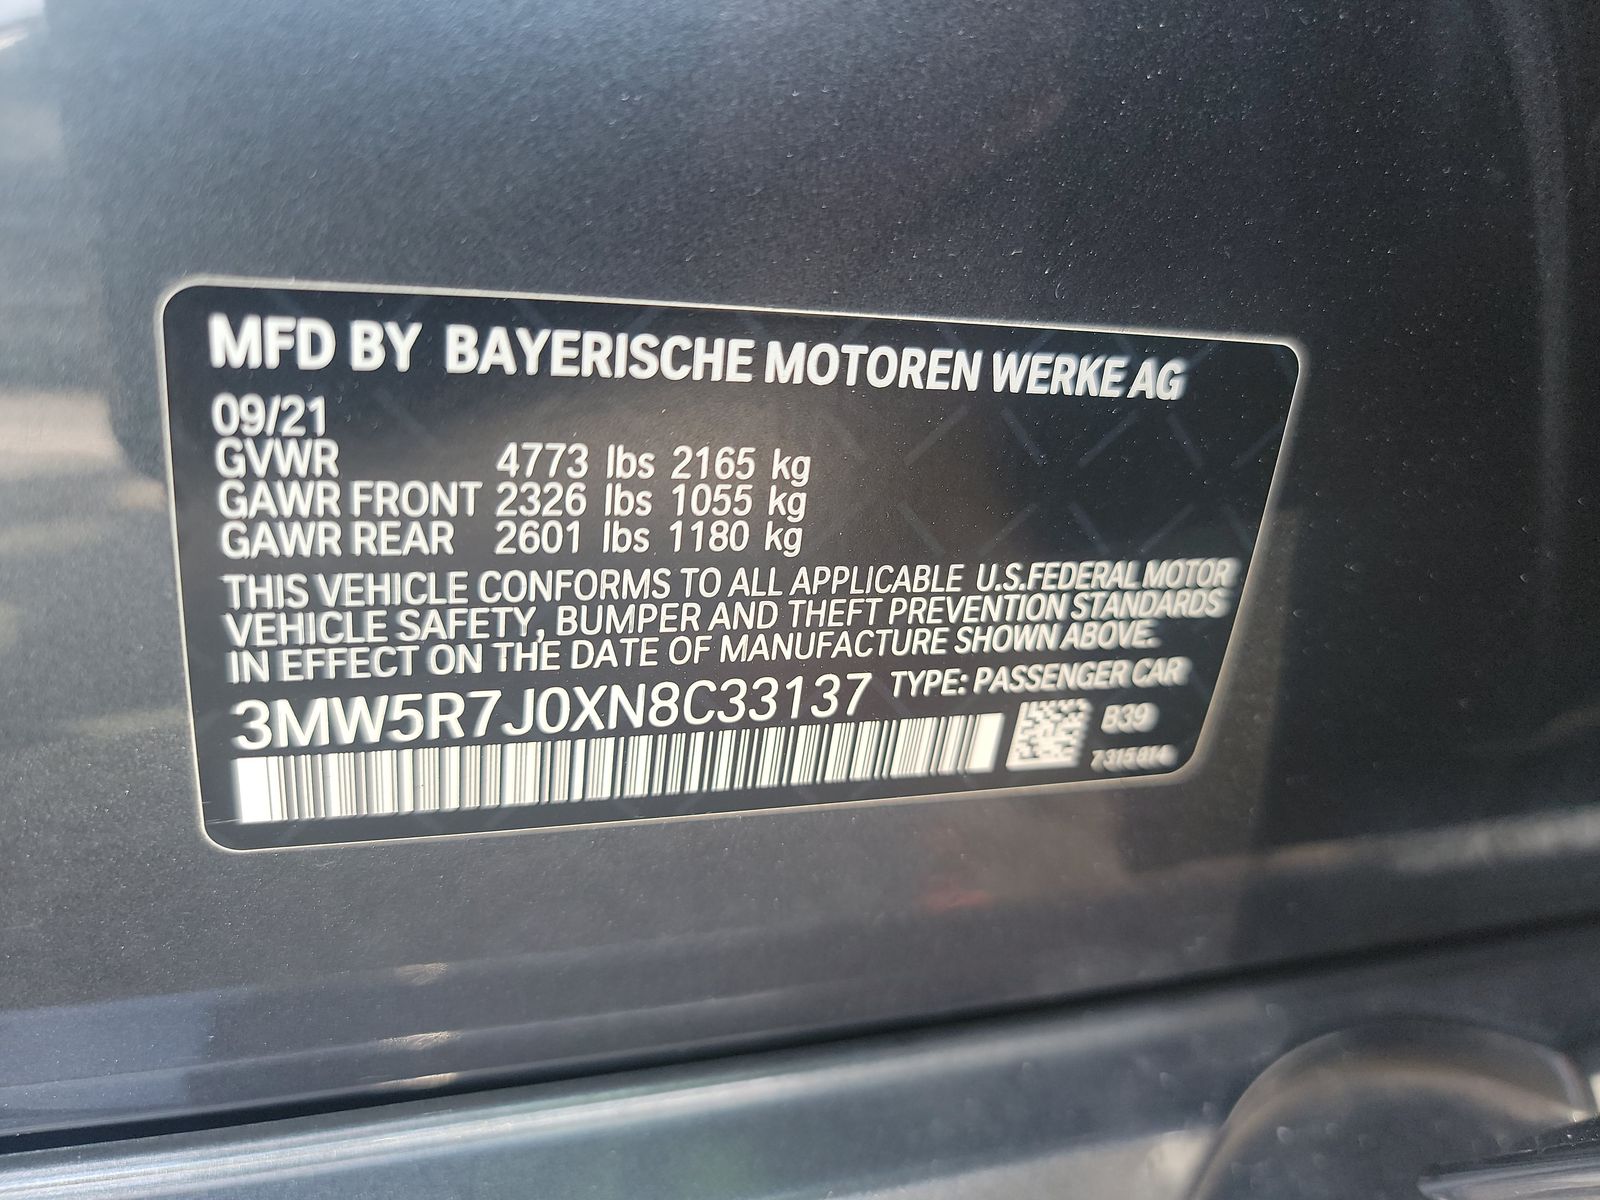 MFD BY BAYERISCHE MOTOREN WERKE AG
09/21
GVWR 4773 lbs 2165 kg
GAWR FRONT 2326 lbs 1055 kg
GAWR REAR 2601 lbs 1180 kg
THIS VEHICLE CONFORMS TO ALL APPLICABLE U.S.FEDERAL MOTOR
VEHICLE SAFETY, BUMPER AND THEFT PREVENTION STANDARDS
IN EFFECT ON THE DATE OF MANUFACTURE SHOWN ABOVE.
3MW5R7J0XN8C33137 TYPE: PASSENGER CAR
B39
7315814